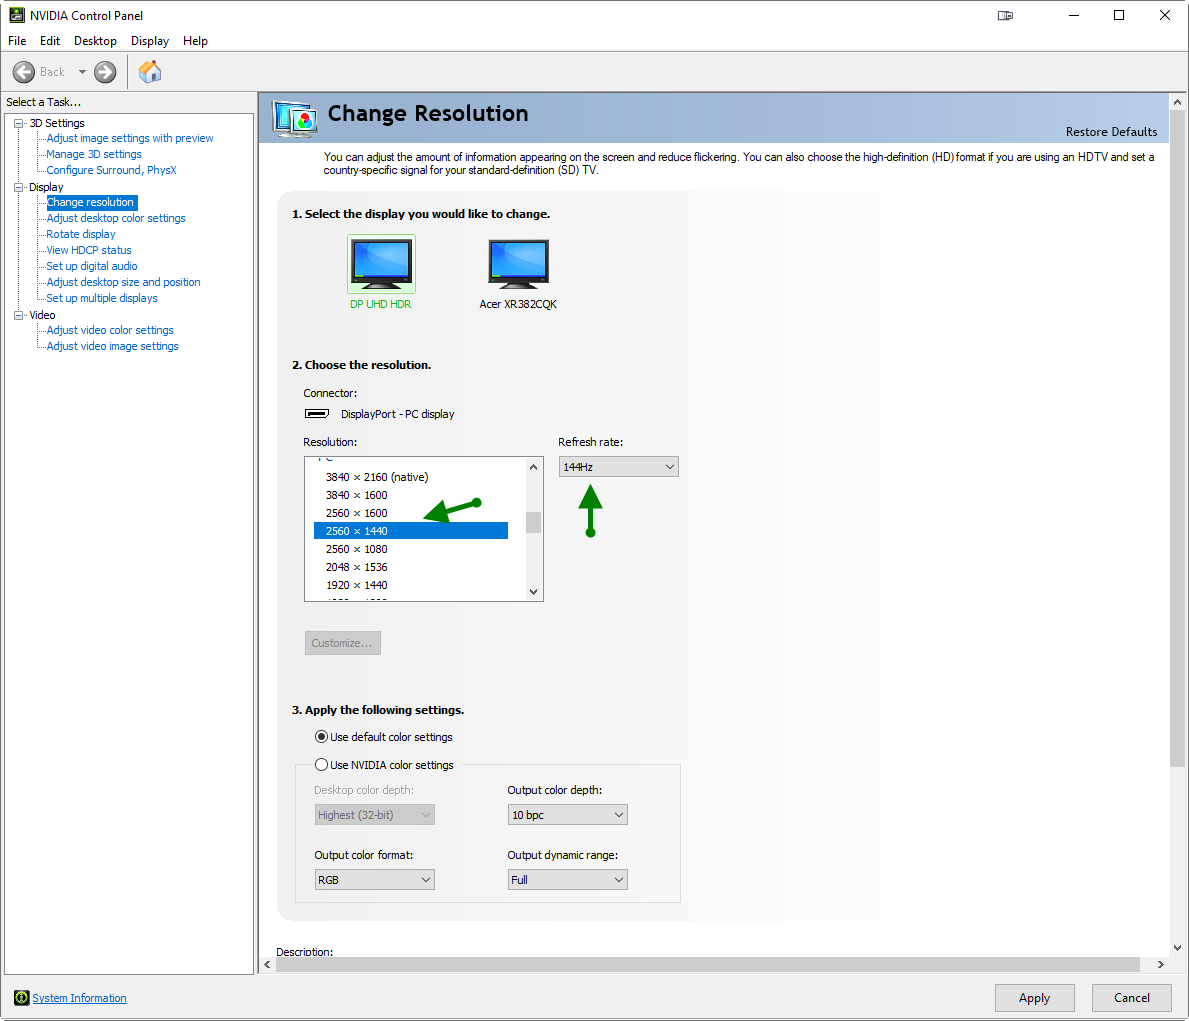 NVIDIA Control Panel
File Edit Desktop Display Help
Back
Select a Task...
3D Settings
Adjust image settings with preview
Manage 3D settings
Configure Surround, PhysX
Display
Change resolution
Adjust desktop color settings
Rotate display
View HDCP status
Set up digital audio
Adjust desktop size and position
Set up multiple displays
Video
Adjust video color settings
Adjust video image settings
Change Resolution
Restore Defaults
You can adjust the amount of information appearing on the screen and reduce flickering. You can also choose the high-definition (HD) format if you are using an HDTV and set a
country-specific signal for your standard-definition (SD) TV.
1. Select the display you would like to change.
DP UHD HDR
Acer XR382CQK
2. Choose the resolution.
Connector:
DisplayPort - PC display
Resolution:
Refresh rate:
144Hz
3840 × 2160 (native)
3840 × 1600
2560 × 1600
2560 × 1440
2560 × 1080
2048 × 1536
1920 × 1440
Customize...
3. Apply the following settings.
Use default color settings
Use NVIDIA color settings
Desktop color depth:
Output color depth:
Highest (32-bit)
10 bpc
Output color format:
Output dynamic range:
RGB
Full
Description:
System Information
Apply
Cancel